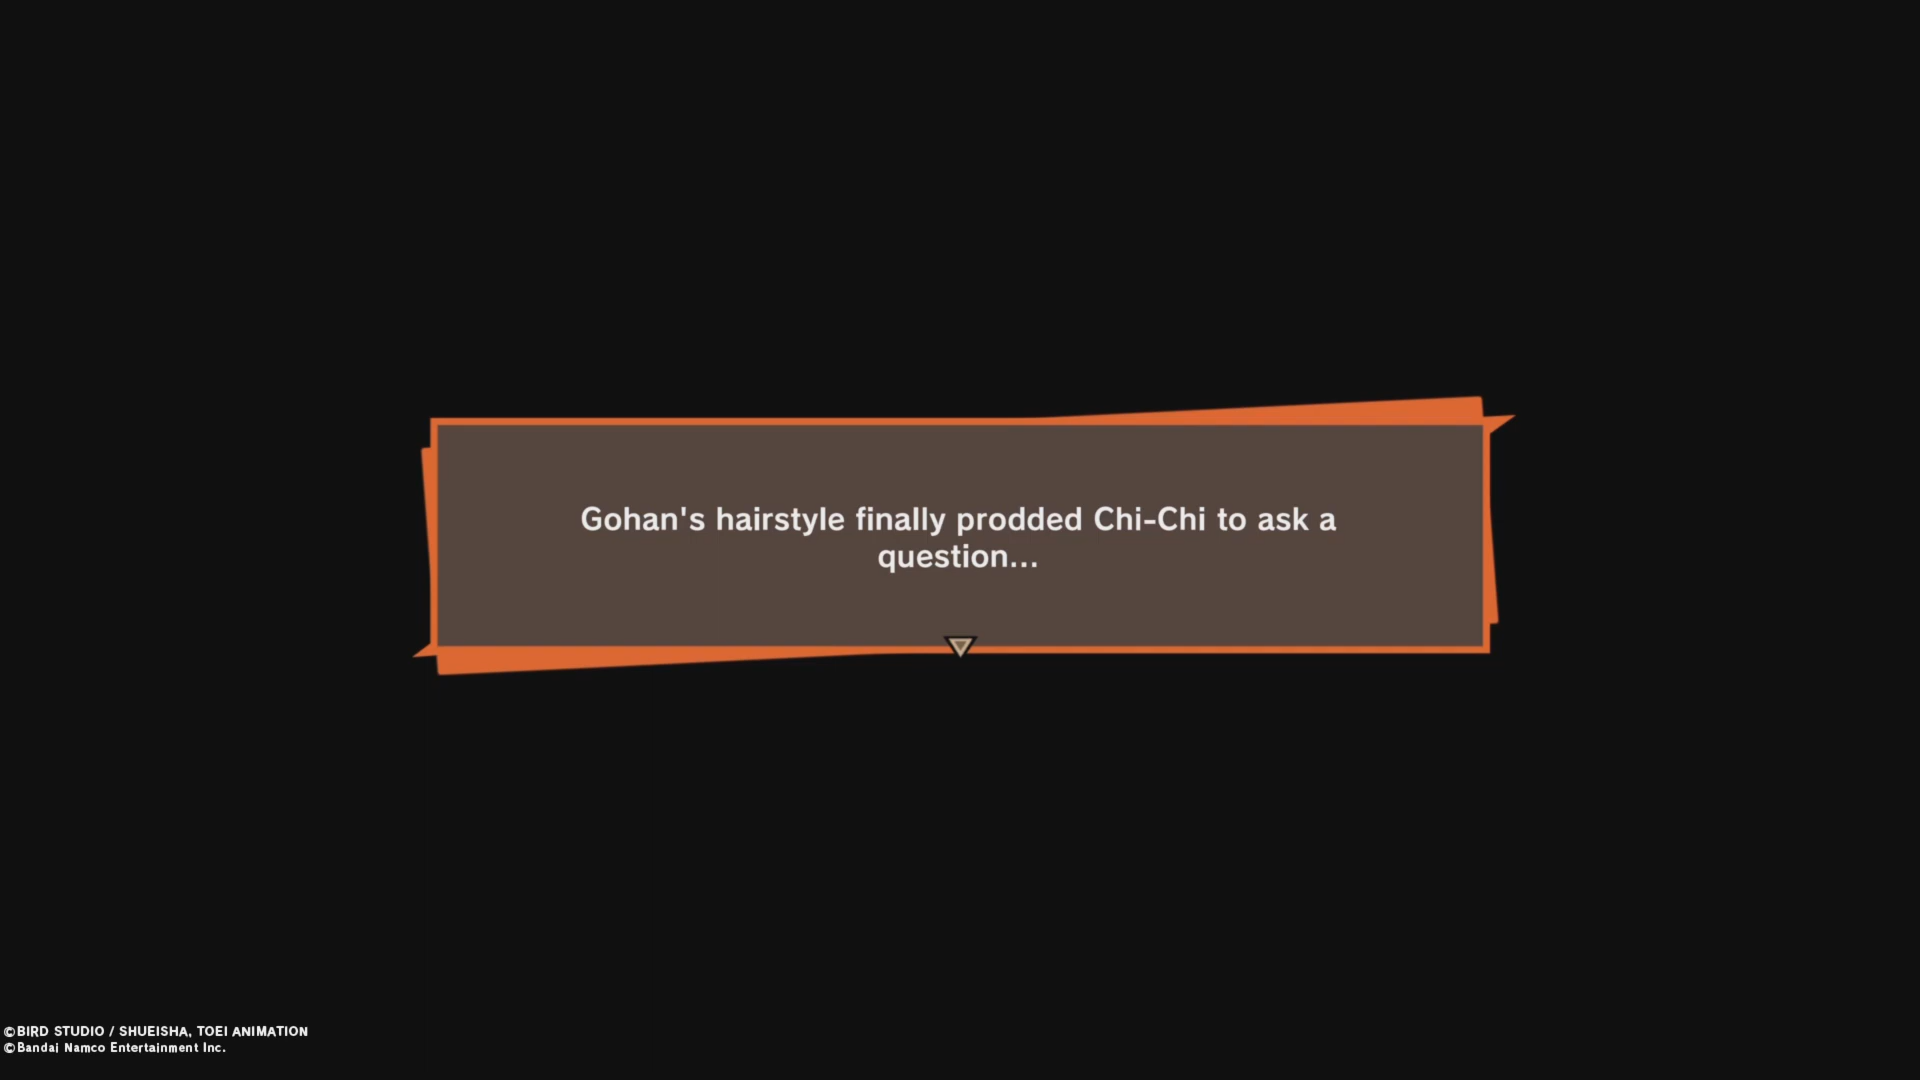 Gohan's hairstyle finally prodded Chi-Chi to ask a
question...
©BIRD STUDIO / SHUEISHA, TOEI ANIMATION
©Bandai Namco Entertainment Inc.